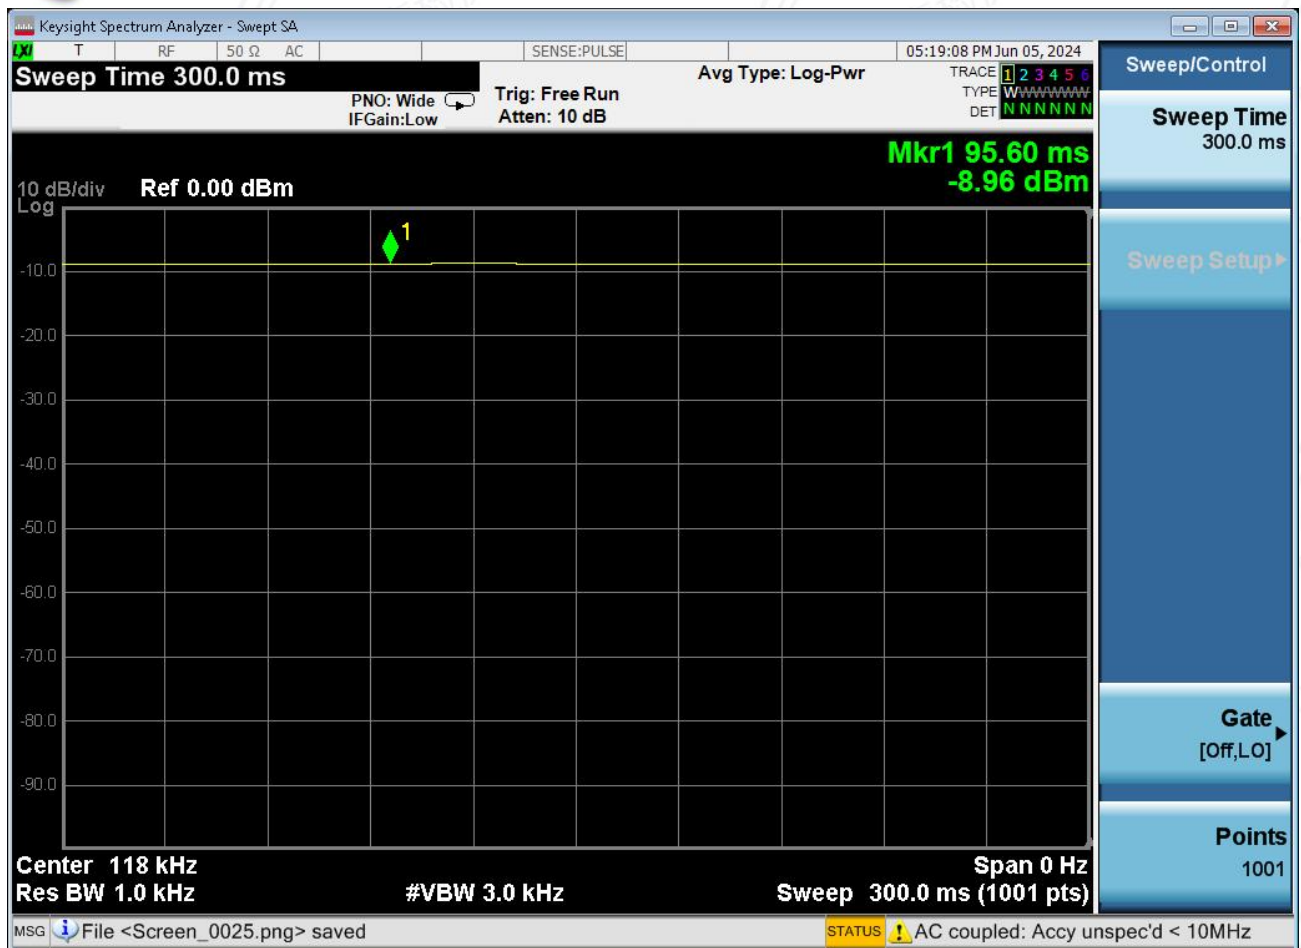 Keysight Spectrum Analyzer - Swept SA
LXI T RF 50 Ω AC SENSE:PULSE 05:19:08 PM Jun 05, 2024
Sweep Time 300.0 ms
PNO: Wide
IFGain:Low
Trig: Free Run
Atten: 10 dB
Avg Type: Log-Pwr
TRACE 1 2 3 4 5 6
TYPE WWWWWW
DET N N N N N N
Mkr1 95.60 ms
-8.96 dBm
10 dB/div Ref 0.00 dBm
Log
1
-10.0
-20.0
-30.0
-40.0
-50.0
-60.0
-70.0
-80.0
-90.0
Center 118 kHz Span 0 Hz
Res BW 1.0 kHz #VBW 3.0 kHz Sweep 300.0 ms (1001 pts)
Sweep/Control
Sweep Time
300.0 ms
Sweep Setup
Gate
[Off,LO]
Points
1001
MSG File <Screen_0025.png> saved STATUS AC coupled: Accy unspec'd < 10MHz